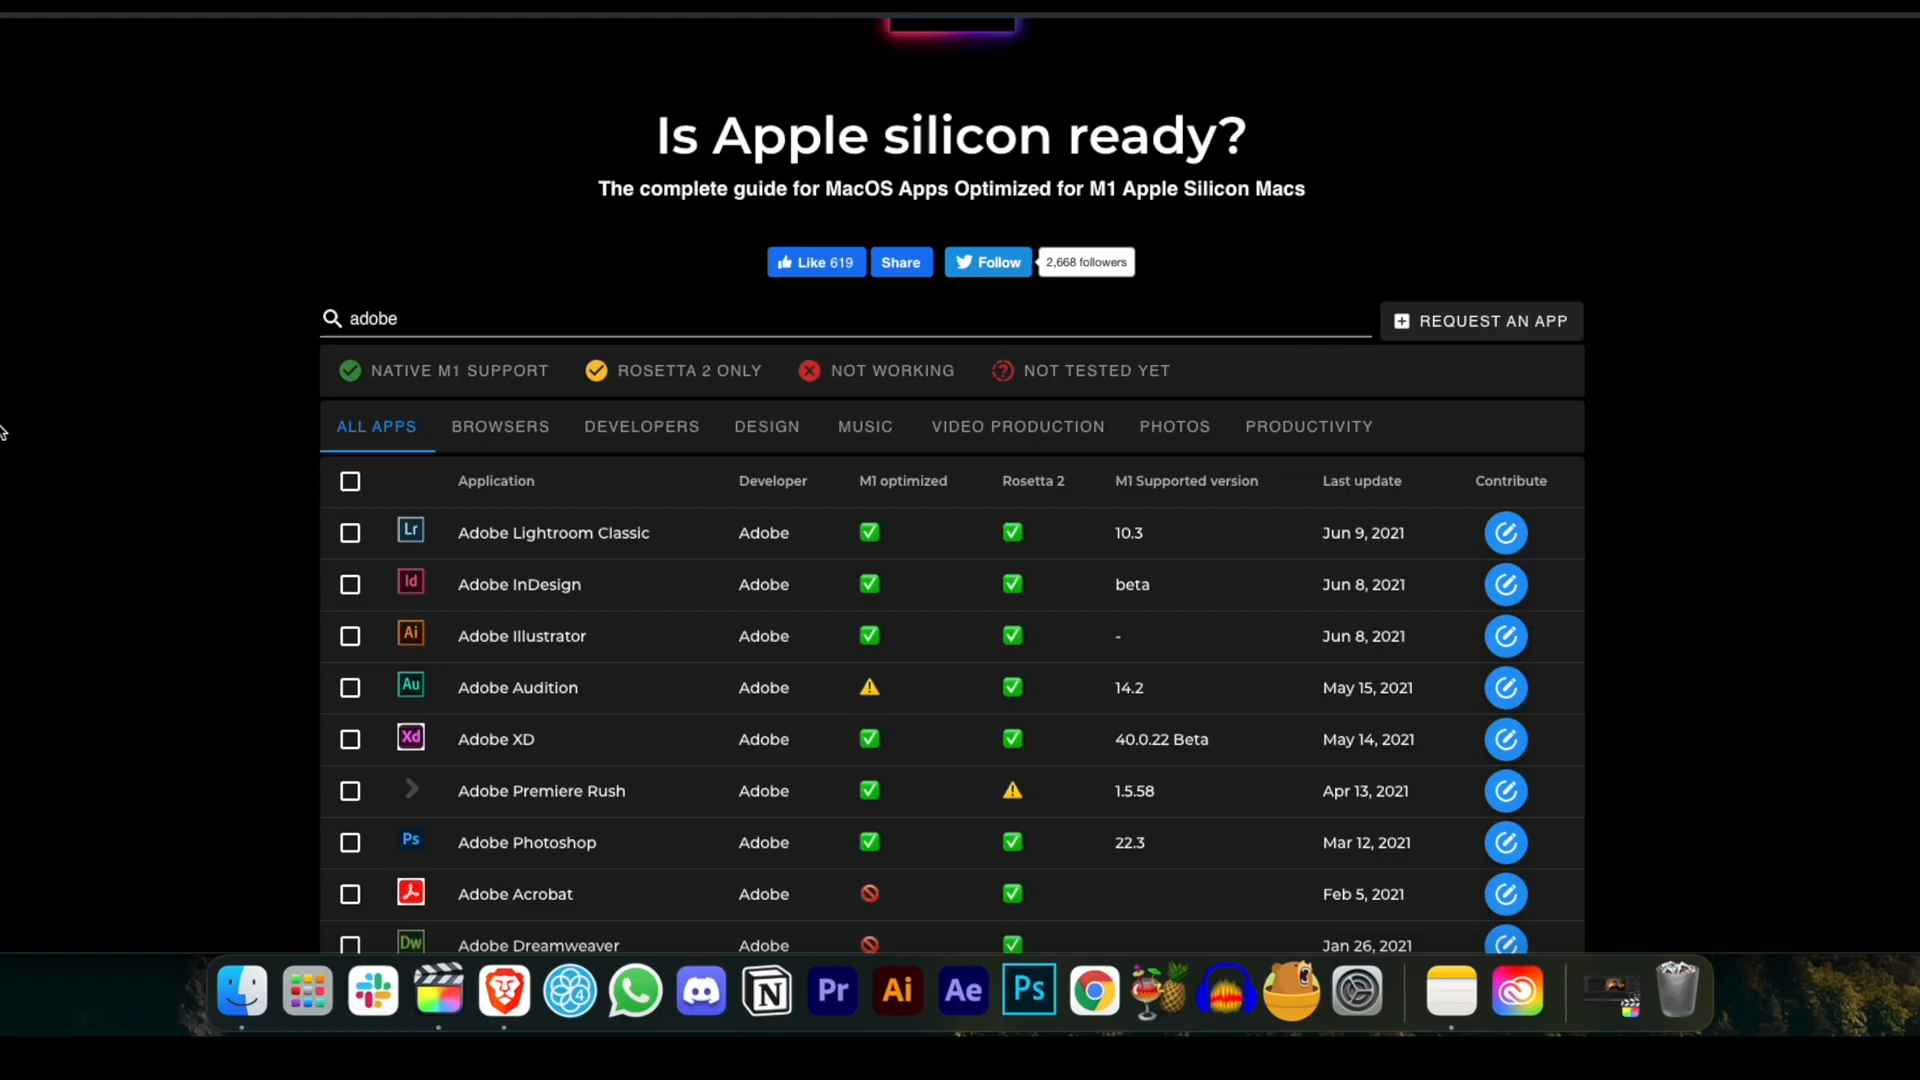 Is Apple silicon ready?
The complete guide for MacOS Apps Optimized for M1 Apple Silicon Macs
Like 619 Share Follow 2,668 followers
adobe REQUEST AN APP
NATIVE M1 SUPPORT ROSETTA 2 ONLY NOT WORKING NOT TESTED YET
ALL APPS BROWSERS DEVELOPERS DESIGN MUSIC VIDEO PRODUCTION PHOTOS PRODUCTIVITY
Application Developer M1 optimized Rosetta 2 M1 Supported version Last update Contribute
Lr Adobe Lightroom Classic Adobe 10.3 Jun 9, 2021
Id Adobe InDesign Adobe beta Jun 8, 2021
Ai Adobe Illustrator Adobe - Jun 8, 2021
Au Adobe Audition Adobe 14.2 May 15, 2021
Xd Adobe XD Adobe 40.0.22 Beta May 14, 2021
Adobe Premiere Rush Adobe 1.5.58 Apr 13, 2021
Ps Adobe Photoshop Adobe 22.3 Mar 12, 2021
Adobe Acrobat Adobe Feb 5, 2021
Dw Adobe Dreamweaver Adobe Jan 26, 2021
4 N Pr Ai Ae Ps